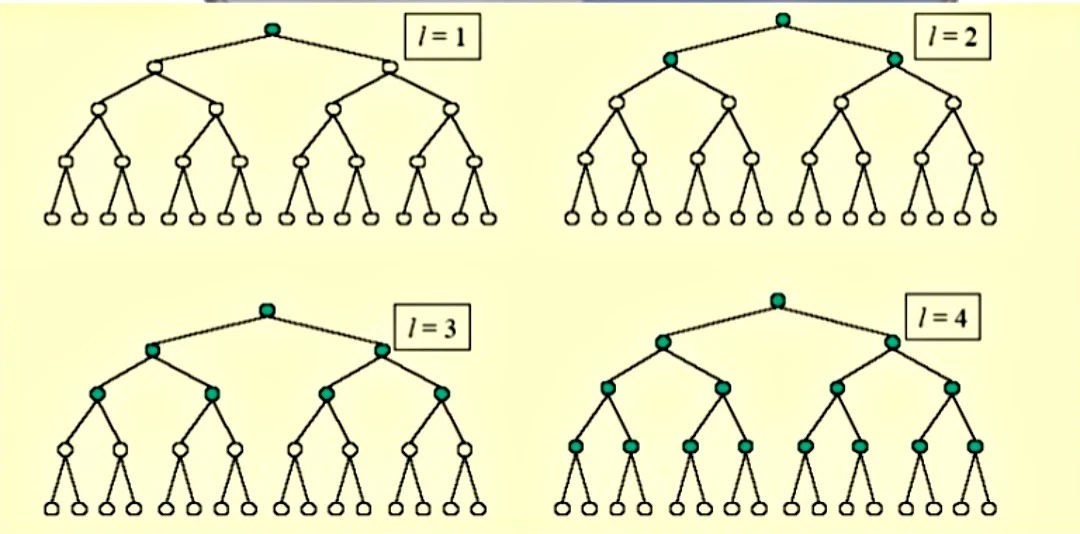 l = 1
l = 2
l = 3
l = 4